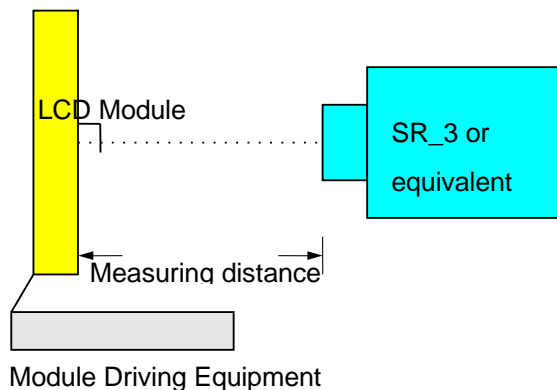 LCD Module
SR_3 or
equivalent
Measuring distance
Module Driving Equipment